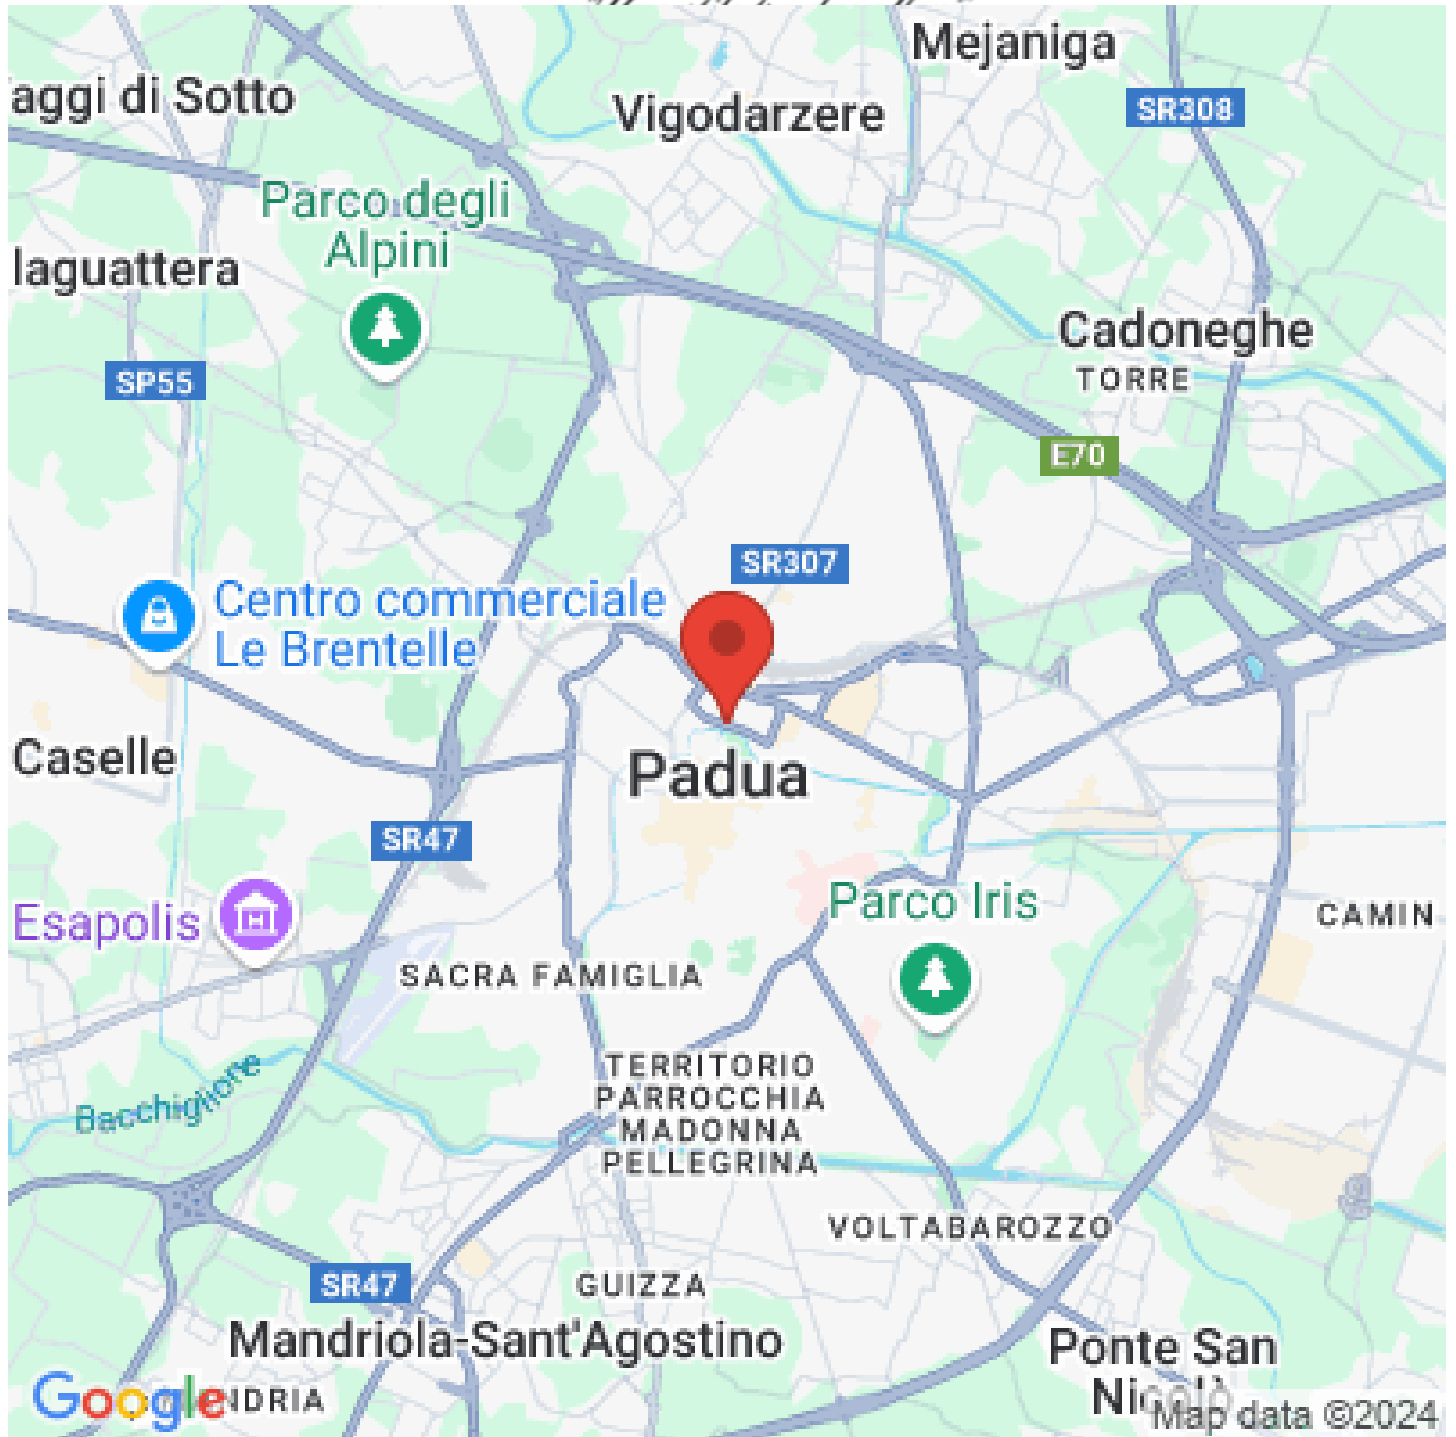 Mejaniga
aggi di Sotto
Vigodarzere
SR308
Parco degli
Alpini
laguattera
Cadoneghe
TORRE
SP55
E70
SR307
Centro commerciale
Le Brentelle
Caselle
Padua
SR47
Parco Iris
Esapolis
CAMIN
SACRA FAMIGLIA
TERRITORIO
PARROCCHIA
MADONNA
PELLEGRINA
Bacchiglione
VOLTABAROZZO
SR47
GUIZZA
Mandriola-Sant'Agostino
Ponte San
Nicolò
Google
NDRIA
Map data ©2024